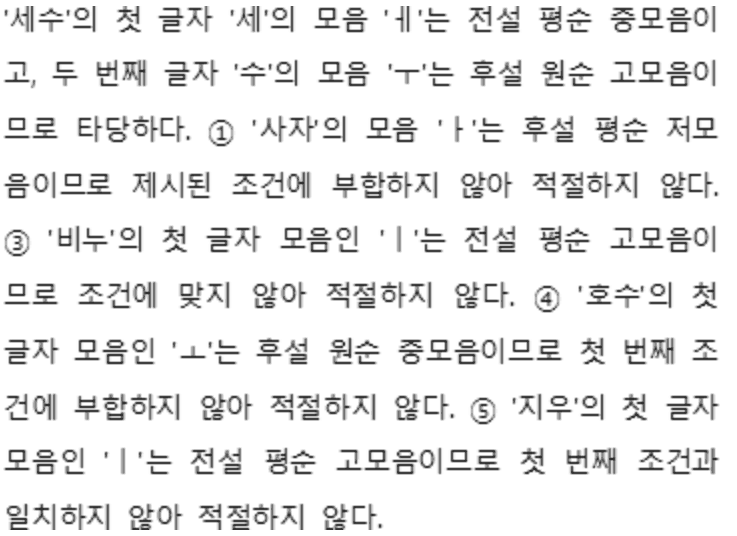 '세수'의 첫 글자 '세'의 모음 'ㅔ'는 전설 평순 중모음이
고, 두 번째 글자 '수'의 모음 'ㅜ'는 후설 원순 고모음이
므로 타당하다. ① '사자'의 모음 'ㅏ'는 후설 평순 저모
음이므로 제시된 조건에 부합하지 않아 적절하지 않다.
③ '비누'의 첫 글자 모음인 'ㅣ'는 전설 평순 고모음이
므로 조건에 맞지 않아 적절하지 않다. ④ '호수'의 첫
글자 모음인 'ㅗ'는 후설 원순 중모음이므로 첫 번째 조
건에 부합하지 않아 적절하지 않다. ⑤ '지우'의 첫 글자
모음인 'ㅣ'는 전설 평순 고모음이므로 첫 번째 조건과
일치하지 않아 적절하지 않다.